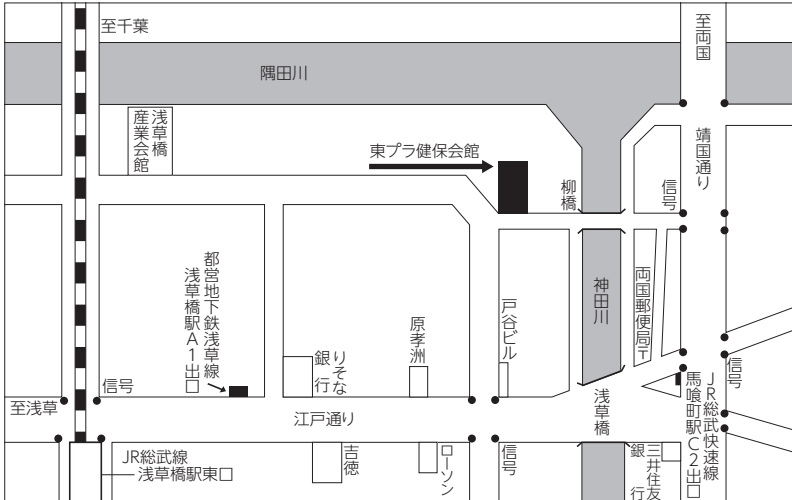 至千葉
至両国
隅田川
浅草橋
産業会館
東プラ健保会館
靖国通り
柳橋
信号
都営地下鉄浅草線
浅草橋駅A1出口
神田川
両国郵便局〒
戸谷ビル
原孝洲
りそな
銀行
信号
信号
至浅草
江戸通り
浅草橋
JR総武快速線
馬喰町駅C2出口
JR総武線
浅草橋駅東口
吉徳
ローソン
信号
三井住友
銀行